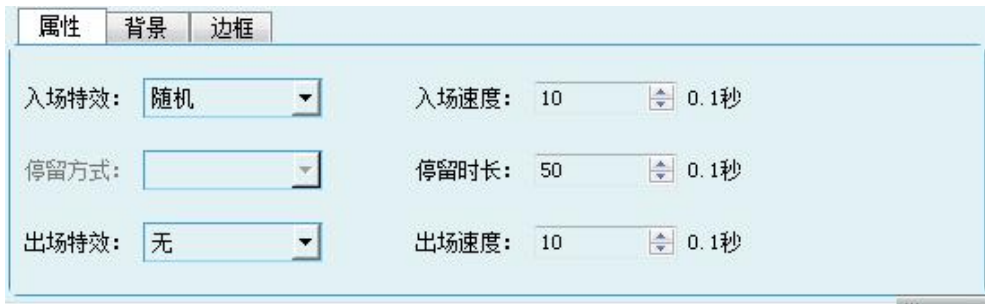 属性 背景 边框
入场特效： 随机 入场速度： 10 0.1秒
停留方式： 停留时长： 50 0.1秒
出场特效： 无 出场速度： 10 0.1秒